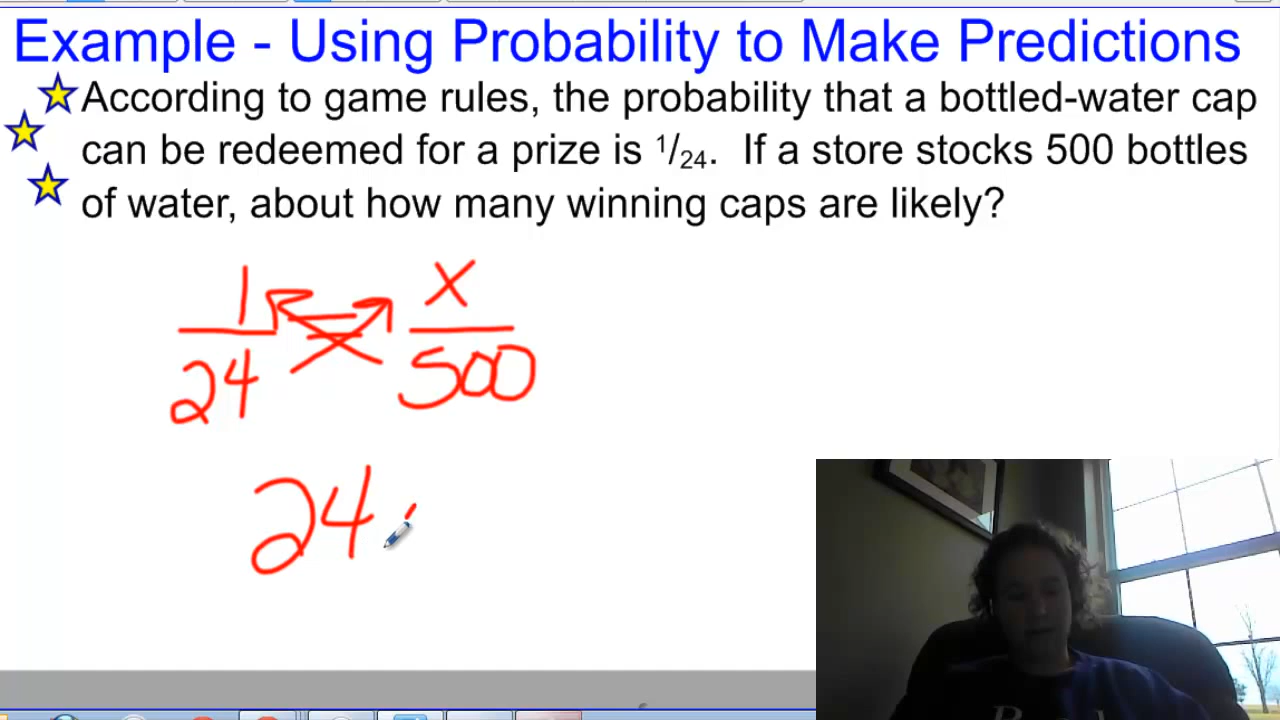 Example - Using Probability to Make Predictions
According to game rules, the probability that a bottled-water cap
can be redeemed for a prize is 1/24. If a store stocks 500 bottles
of water, about how many winning caps are likely?
1 x
24 500
24